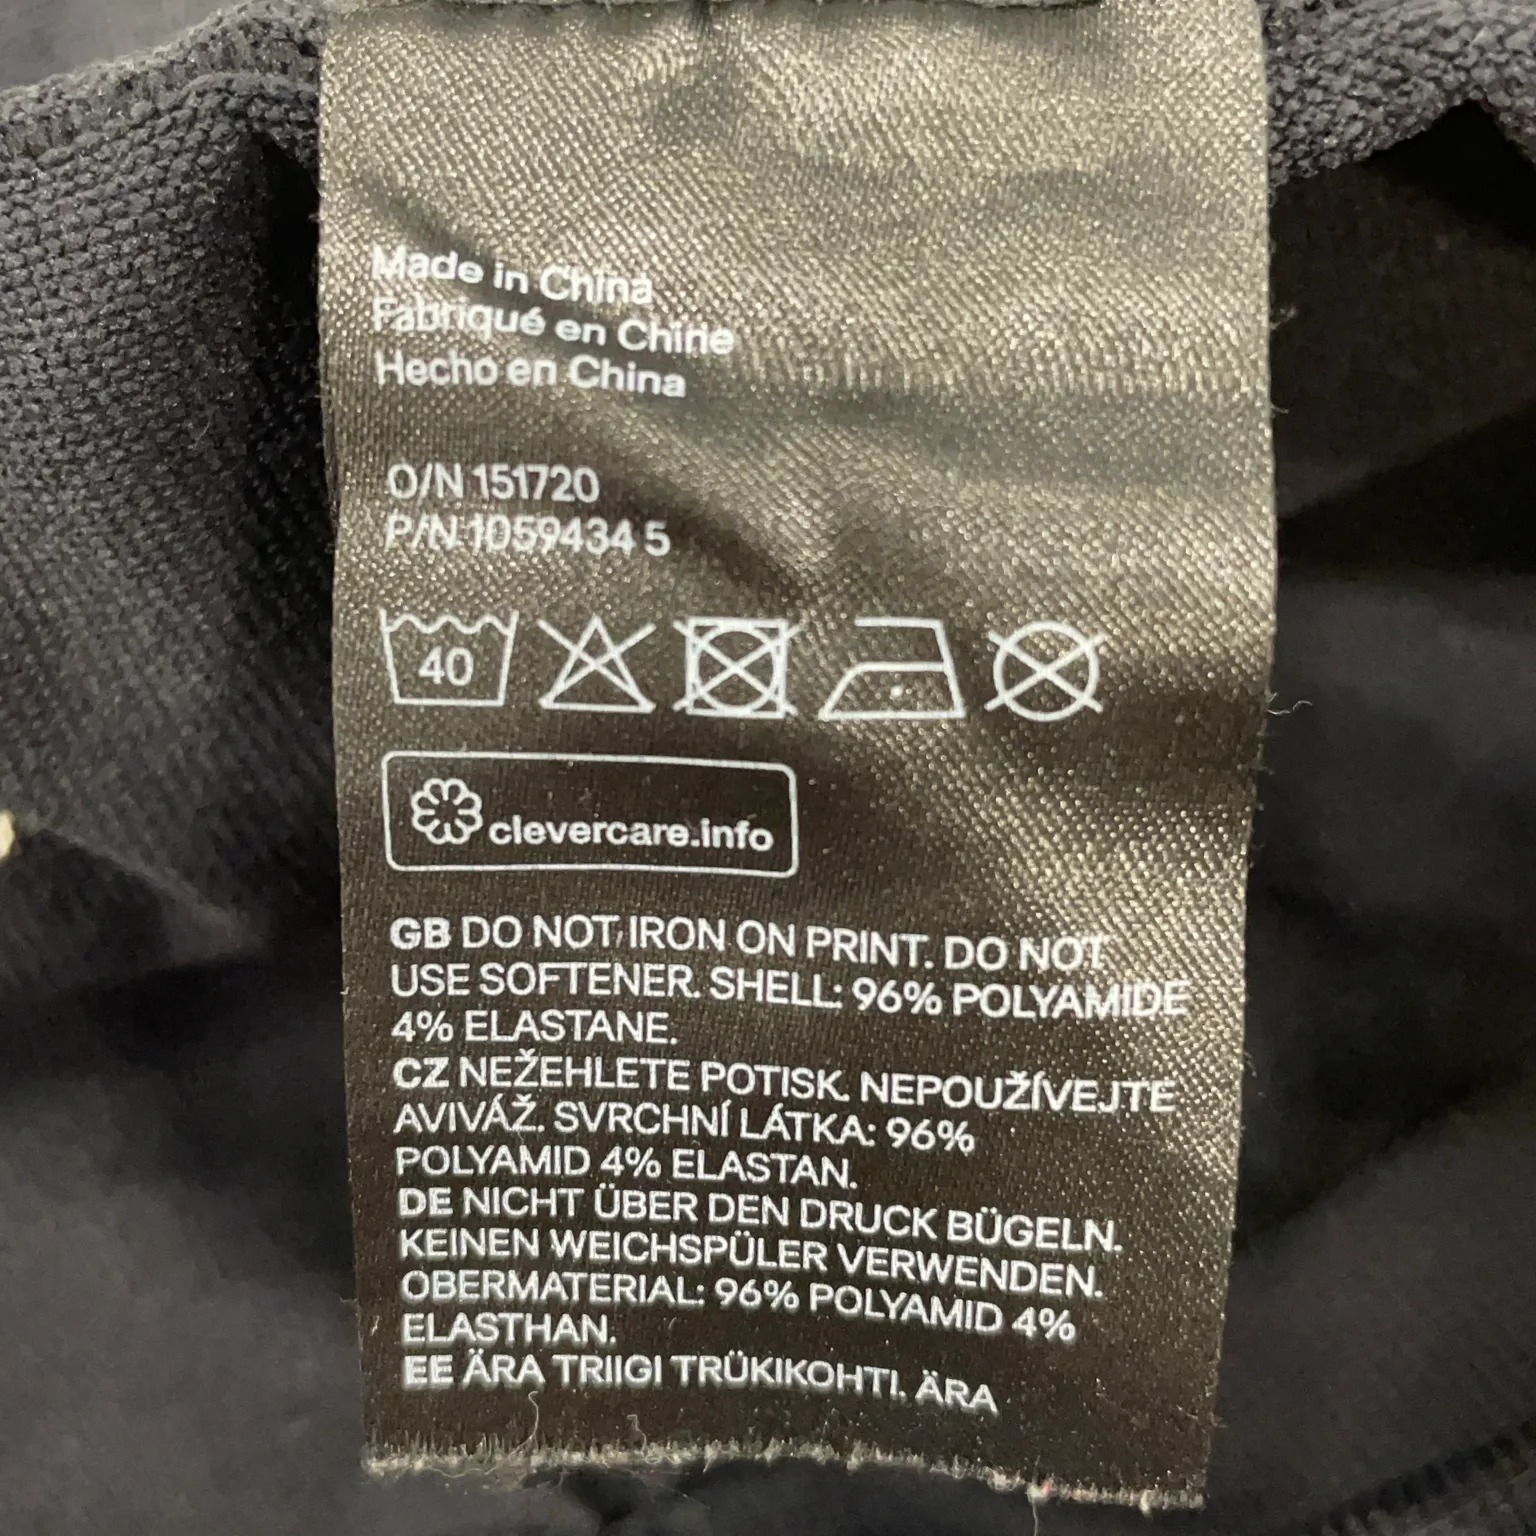 Made in China
Fabriqué en Chine
Hecho en China
O/N 151720
P/N 1059434 5
40
clevercare.info
GB DO NOT IRON ON PRINT. DO NOT
USE SOFTENER. SHELL: 96% POLYAMIDE
4% ELASTANE.
CZ NEŽEHLETE POTISK. NEPOUŽÍVEJTE
AVIVÁŽ. SVRCHNÍ LÁTKA: 96%
POLYAMID 4% ELASTAN.
DE NICHT ÜBER DEN DRUCK BÜGELN.
KEINEN WEICHSPÜLER VERWENDEN.
OBERMATERIAL: 96% POLYAMID 4%
ELASTHAN.
EE ÄRA TRIIGI TRÜKIKOHTI. ÄRA